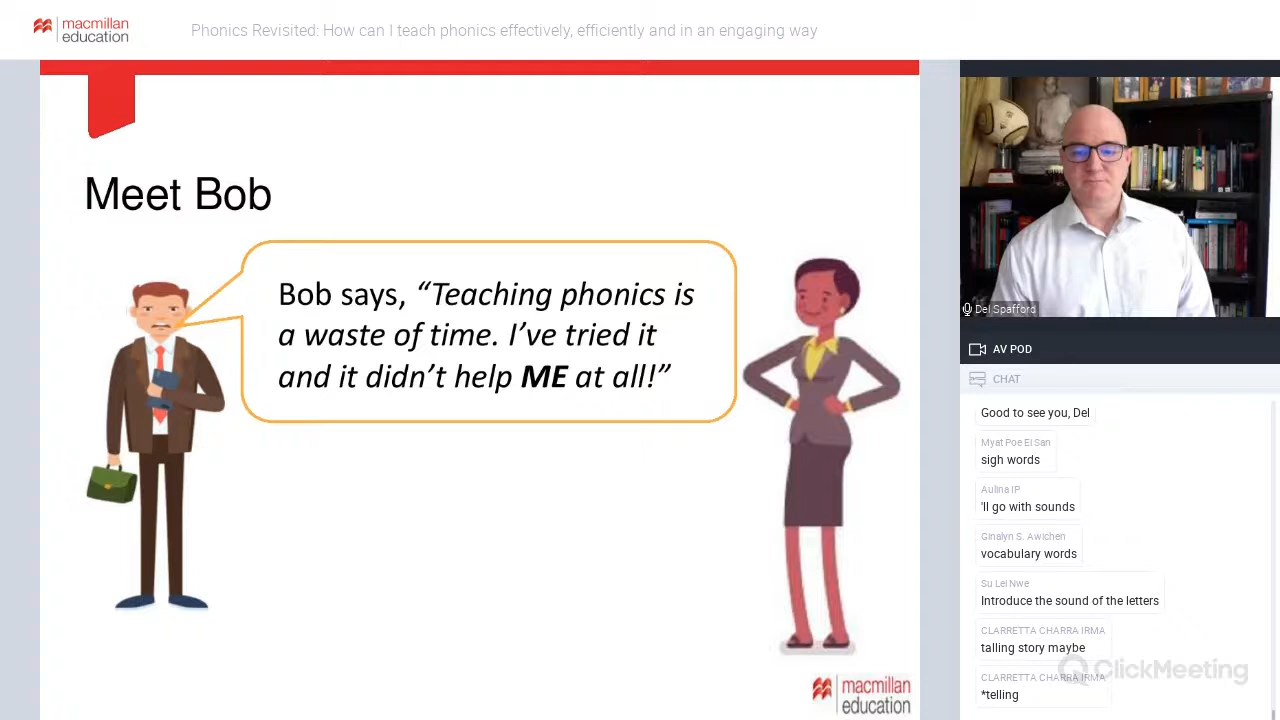 macmillan
education
Phonics Revisited: How can I teach phonics effectively, efficiently and in an engaging way
Meet Bob
Bob says, “Teaching phonics is
a waste of time. I’ve tried it
and it didn’t help ME at all!”
macmillan
education
Del Spafford
AV POD
CHAT
Good to see you, Del
Myat Poe Ei San
sigh words
Aulina IP
'll go with sounds
Ginalyn S. Awichen
vocabulary words
Su Lei Nwe
Introduce the sound of the letters
CLARRETTA CHARRA IRMA
talling story maybe
CLARRETTA CHARRA IRMA
*telling
ClickMeeting